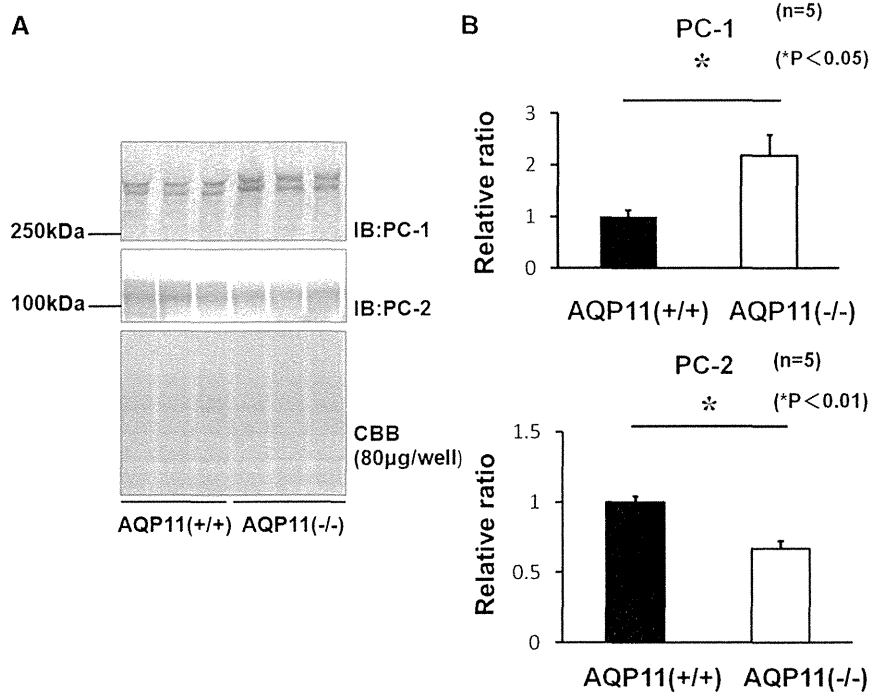 A
250kDa
IB:PC-1
100kDa
IB:PC-2
CBB
(80μg/well)
AQP11(+/+) AQP11(-/-)
B
PC-1
(n=5)
*
(*P<0.05)
Relative ratio
3
2
1
0
AQP11(+/+) AQP11(-/-)
PC-2
(n=5)
*
(*P<0.01)
Relative ratio
1.5
1
0.5
0
AQP11(+/+) AQP11(-/-)